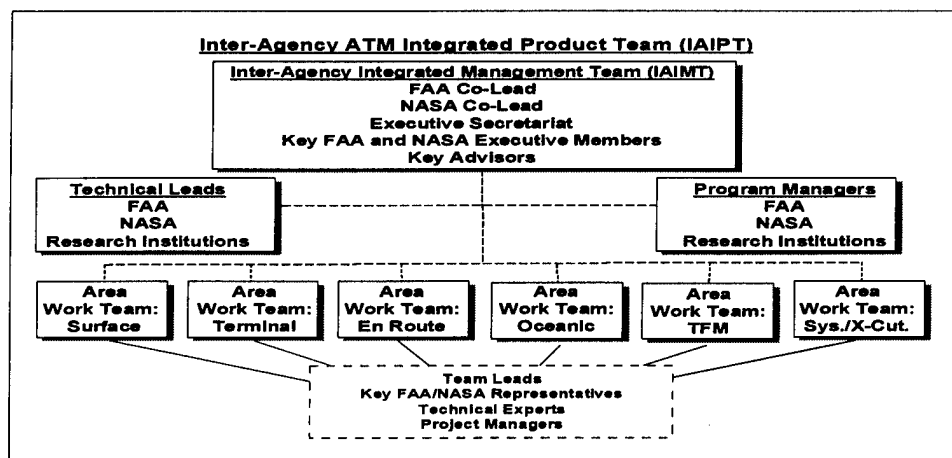 Inter-Agency ATM Integrated Product Team (IAIPT)
Inter-Agency Integrated Management Team (IAIMT)
FAA Co-Lead
NASA Co-Lead
Executive Secretariat
Key FAA and NASA Executive Members
Key Advisors
Technical Leads
FAA
NASA
Research Institutions
Program Managers
FAA
NASA
Research Institutions
Area
Work Team:
Surface
Area
Work Team:
Terminal
Area
Work Team:
En Route
Area
Work Team:
Oceanic
Area
Work Team:
TFM
Area
Work Team:
Sys./X-Cut.
Team Leads
Key FAA/NASA Representatives
Technical Experts
Project Managers